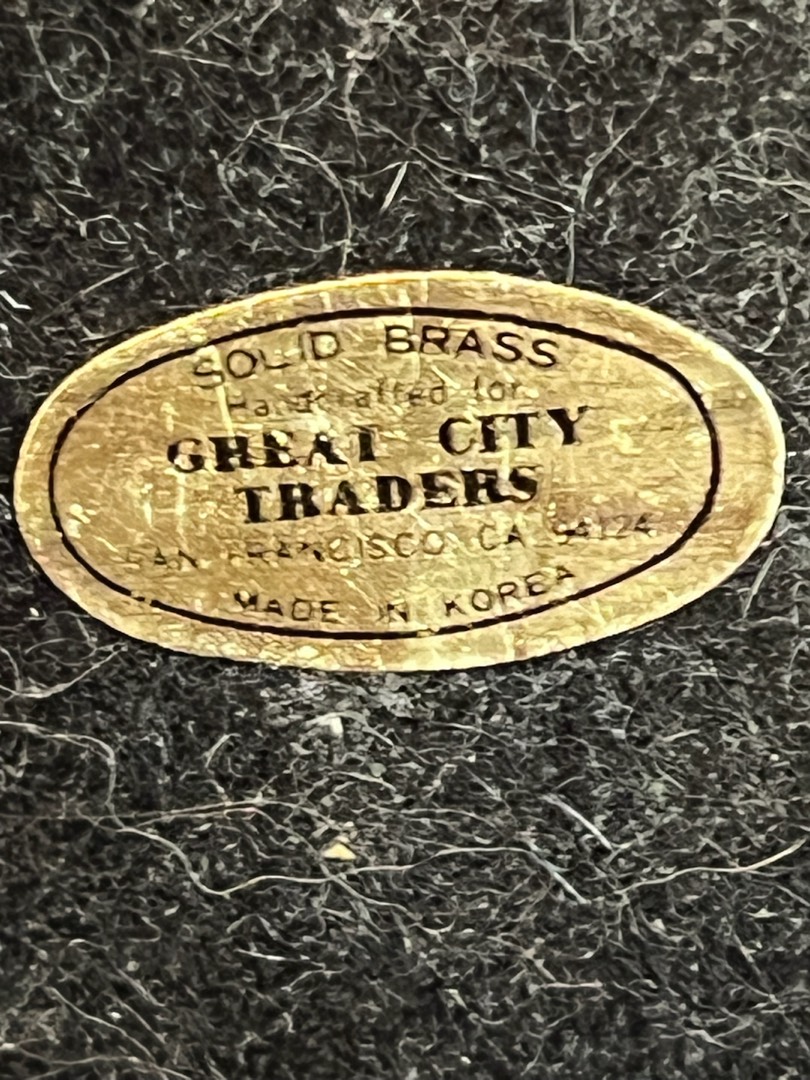 SOLID BRASS
Handcrafted for
GREAT CITY
TRADERS
SAN FRANCISCO CA 94124
MADE IN KOREA